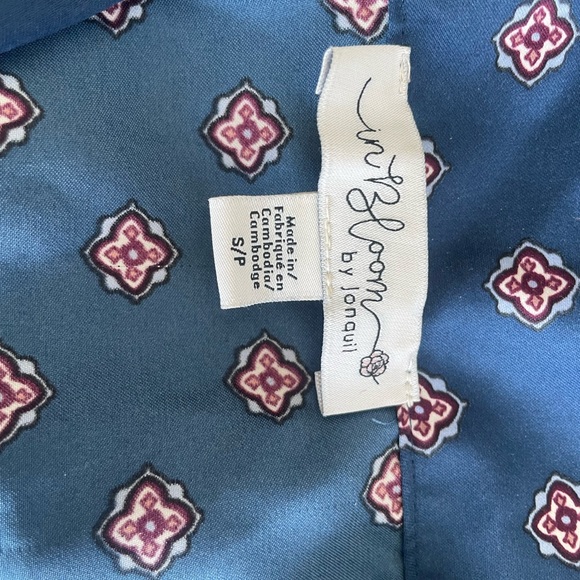 in Bloom
by Jonquil
Made in/
Fabriqué en
Cambodia/
Cambodge
S/P